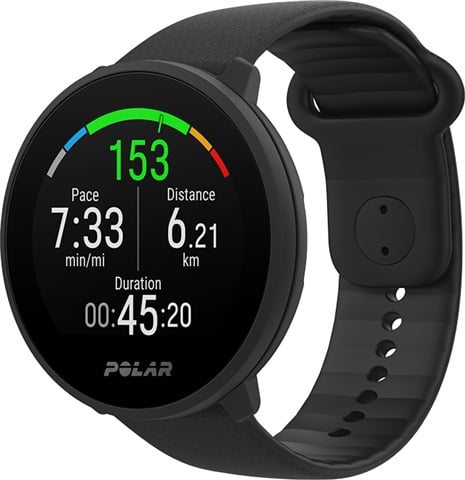 153
Pace Distance
7:33 6.21
min/mi km
Duration
00:45:20
POLAR